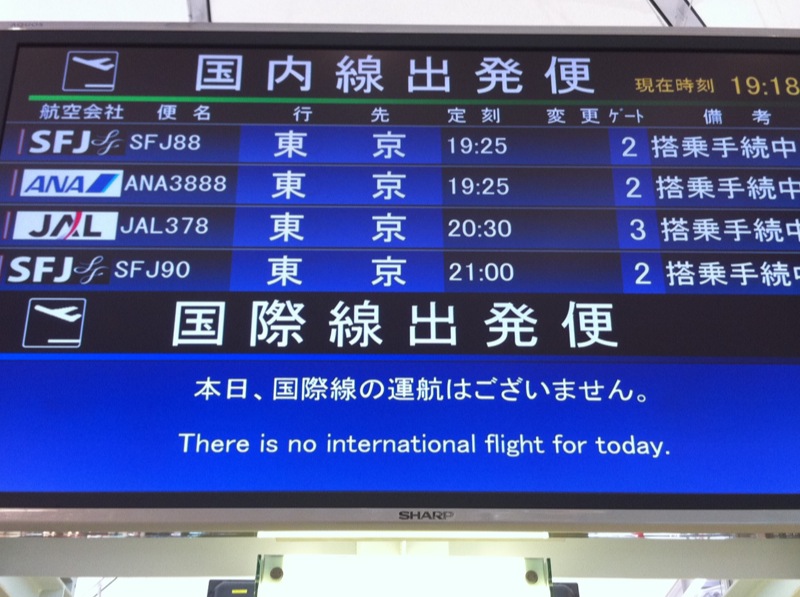 国内線出発便 現在時刻 19:18
航空会社 便名 行先 定刻 変更 ゲート 備考
SFJ SFJ88 東京 19:25 2 搭乗手続中
ANA ANA3888 東京 19:25 2 搭乗手続中
JAL JAL378 東京 20:30 3 搭乗手続中
SFJ SFJ90 東京 21:00 2 搭乗手続中
国際線出発便
本日、国際線の運航はございません。
There is no international flight for today.
SHARP